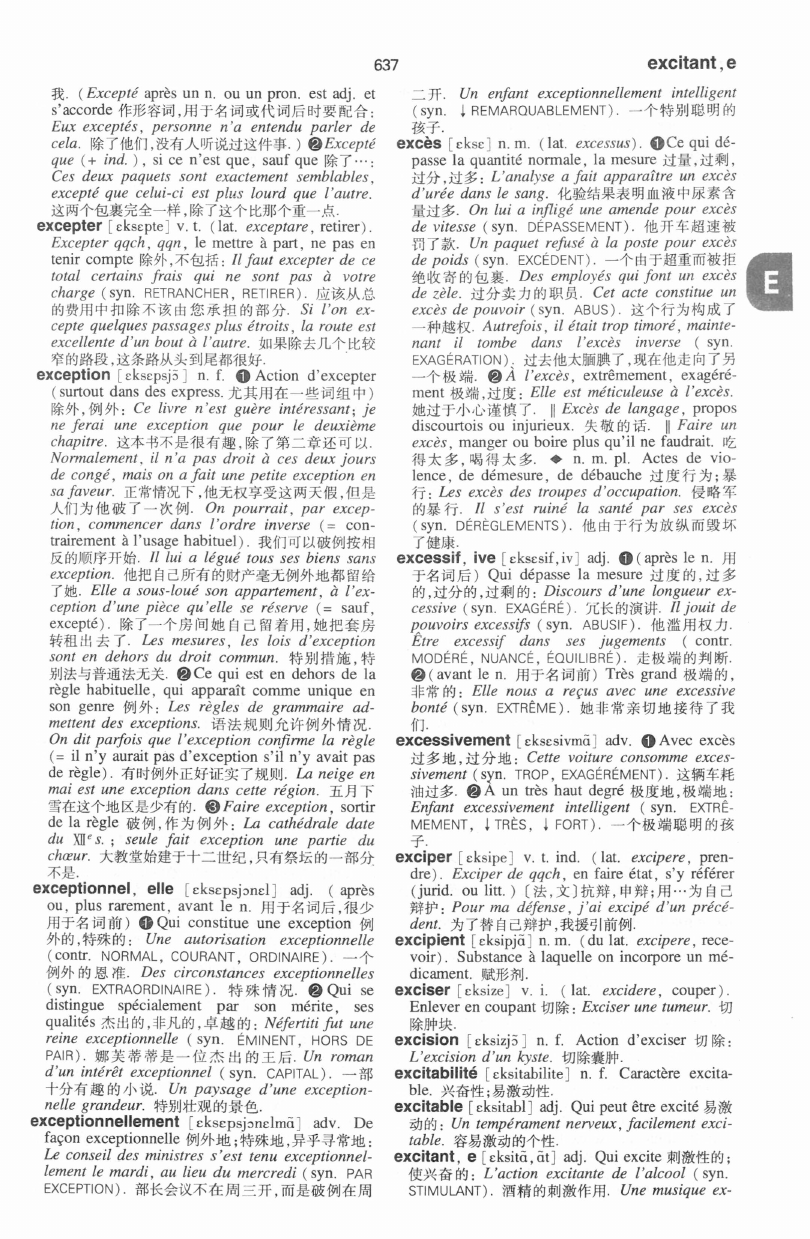 637
excitant,e
我. (Excepté après un n. ou un pron. est adj. et
s'accorde 作形容词,用于名词或代词后时要配合:
Eux exceptés, personne n'a entendu parler de
cela. 除了他们,没有人听说过这件事. ) ❷Excepté
que (+ ind. ), si ce n'est que, sauf que 除了…:
Ces deux paquets sont exactement semblables,
excepté que celui-ci est plus lourd que l'autre.
这两个包裹完全一样,除了这个比那个重一点.
excepter [ɛksɛpte] v. t. (lat. exceptare, retirer).
Excepter qqch, qqn, le mettre à part, ne pas en
tenir compte 除外,不包括: Il faut excepter de ce
total certains frais qui ne sont pas à votre
charge (syn. RETRANCHER, RETIRER). 应该从总
的费用中扣除不该由您承担的部分. Si l'on ex-
cepte quelques passages plus étroits, la route est
excellente d'un bout à l'autre. 如果除去几个比较
窄的路段,这条路从头到尾都很好.
exception [ɛksɛpsjɔ̃] n. f. ❶ Action d'excepter
(surtout dans des express. 尤其用在一些词组中)
除外,例外: Ce livre n'est guère intéressant; je
ne ferai une exception que pour le deuxième
chapitre. 这本书不是很有趣,除了第二章还可以.
Normalement, il n'a pas droit à ces deux jours
de congé, mais on a fait une petite exception en
sa faveur. 正常情况下,他无权享受这两天假,但是
人们为他破了一次例. On pourrait, par excep-
tion, commencer dans l'ordre inverse (= con-
trairement à l'usage habituel). 我们可以破例按相
反的顺序开始. Il lui a légué tous ses biens sans
exception. 他把自己所有的财产毫无例外地都留给
了她. Elle a sous-loué son appartement, à l'ex-
ception d'une pièce qu'elle se réserve (= sauf,
excepté). 除了一个房间她自己留着用,她把套房
转租出去了. Les mesures, les lois d'exception
sont en dehors du droit commun. 特别措施,特
别法与普通法无关. ❷Ce qui est en dehors de la
règle habituelle, qui apparaît comme unique en
son genre 例外: Les règles de grammaire ad-
mettent des exceptions. 语法规则允许例外情况.
On dit parfois que l'exception confirme la règle
(= il n'y aurait pas d'exception s'il n'y avait pas
de règle). 有时例外正好证实了规则. La neige en
mai est une exception dans cette région. 五月下
雪在这个地区是少有的. ❸Faire exception, sortir
de la règle 破例,作为例外: La cathédrale date
du XIIe s. ; seule fait exception une partie du
chœur. 大教堂始建于十二世纪,只有祭坛的一部分
不是.
exceptionnel, elle [ɛksɛpsjɔnɛl] adj. ( après
ou, plus rarement, avant le n. 用于名词后,很少
用于名词前) ❶Qui constitue une exception 例
外的,特殊的: Une autorisation exceptionnelle
(contr. NORMAL, COURANT, ORDINAIRE). 一个
例外的恩准. Des circonstances exceptionnelles
(syn. EXTRAORDINAIRE). 特殊情况. ❷Qui se
distingue spécialement par son mérite, ses
qualités 杰出的,非凡的,卓越的: Néfertiti fut une
reine exceptionnelle (syn. ÉMINENT, HORS DE
PAIR). 娜芙蒂蒂是一位杰出的王后. Un roman
d'un intérêt exceptionnel (syn. CAPITAL). 一部
十分有趣的小说. Un paysage d'une exception-
nelle grandeur. 特别壮观的景色.
exceptionnellement [ɛksɛpsjɔnɛlmɑ̃] adv. De
façon exceptionnelle 例外地;特殊地,异乎寻常地:
Le conseil des ministres s'est tenu exceptionnel-
lement le mardi, au lieu du mercredi (syn. PAR
EXCEPTION). 部长会议不在周三开,而是破例在周
二开. Un enfant exceptionnellement intelligent
(syn. ↓REMARQUABLEMENT). 一个特别聪明的
孩子.
excès [ɛksɛ] n. m. (lat. excessus). ❶Ce qui dé-
passe la quantité normale, la mesure 过量,过剩,
过分,过多: L'analyse a fait apparaître un excès
d'urée dans le sang. 化验结果表明血液中尿素含
量过多. On lui a infligé une amende pour excès
de vitesse (syn. DÉPASSEMENT). 他开车超速被
罚了款. Un paquet refusé à la poste pour excès
de poids (syn. EXCÉDENT). 一个由于超重而被拒
绝收寄的包裹. Des employés qui font un excès
de zèle. 过分卖力的职员. Cet acte constitue un
excès de pouvoir (syn. ABUS). 这个行为构成了
一种越权. Autrefois, il était trop timoré, mainte-
nant il tombe dans l'excès inverse ( syn.
EXAGÉRATION). 过去他太腼腆了,现在他走向了另
一个极端. ❷À l'excès, extrêmement, exagéré-
ment 极端,过度: Elle est méticuleuse à l'excès.
她过于小心谨慎了. ‖ Excès de langage, propos
discourtois ou injurieux. 失敬的话. ‖ Faire un
excès, manger ou boire plus qu'il ne faudrait. 吃
得太多,喝得太多. ◆ n. m. pl. Actes de vio-
lence, de démesure, de débauche 过度行为;暴
行: Les excès des troupes d'occupation. 侵略军
的暴行. Il s'est ruiné la santé par ses excès
(syn. DÉRÈGLEMENTS). 他由于行为放纵而毁坏
了健康.
excessif, ive [ɛksɛsif,iv] adj. ❶(après le n. 用
于名词后) Qui dépasse la mesure 过度的,过多
的,过分的,过剩的: Discours d'une longueur ex-
cessive (syn. EXAGÉRÉ). 冗长的演讲. Il jouit de
pouvoirs excessifs (syn. ABUSIF). 他滥用权力.
Être excessif dans ses jugements ( contr.
MODÉRÉ, NUANCÉ, ÉQUILIBRÉ). 走极端的判断.
❷(avant le n. 用于名词前) Très grand 极端的,
非常的: Elle nous a reçus avec une excessive
bonté (syn. EXTRÊME). 她非常亲切地接待了我
们.
excessivement [ɛksɛsivmɑ̃] adv. ❶Avec excès
过多地,过分地: Cette voiture consomme exces-
sivement (syn. TROP, EXAGÉRÉMENT). 这辆车耗
油过多. ❷À un très haut degré 极度地,极端地:
Enfant excessivement intelligent ( syn. EXTRÊ-
MEMENT, ↓TRÈS, ↓ FORT). 一个极端聪明的孩
子.
exciper [ɛksipe] v. t. ind. (lat. excipere, pren-
dre). Exciper de qqch, en faire état, s'y référer
(jurid. ou litt.)〔法,文〕抗辩,申辩;用…为自己
辩护: Pour ma défense, j'ai excipé d'un précé-
dent. 为了替自己辩护,我援引前例.
excipient [ɛksipjɑ̃] n. m. (du lat. excipere, rece-
voir). Substance à laquelle on incorpore un mé-
dicament. 赋形剂.
exciser [ɛksize] v. i. ( lat. excidere, couper).
Enlever en coupant 切除: Exciser une tumeur. 切
除肿块.
excision [ɛksizjɔ̃] n. f. Action d'exciser 切除:
L'excision d'un kyste. 切除囊肿.
excitabilité [ɛksitabilite] n. f. Caractère excita-
ble. 兴奋性;易激动性.
excitable [ɛksitabl] adj. Qui peut être excité 易激
动的: Un tempérament nerveux, facilement exci-
table. 容易激动的个性.
excitant, e [ɛksitɑ̃, ɑ̃t] adj. Qui excite 刺激性的;
使兴奋的: L'action excitante de l'alcool (syn.
STIMULANT). 酒精的刺激作用. Une musique ex-
E